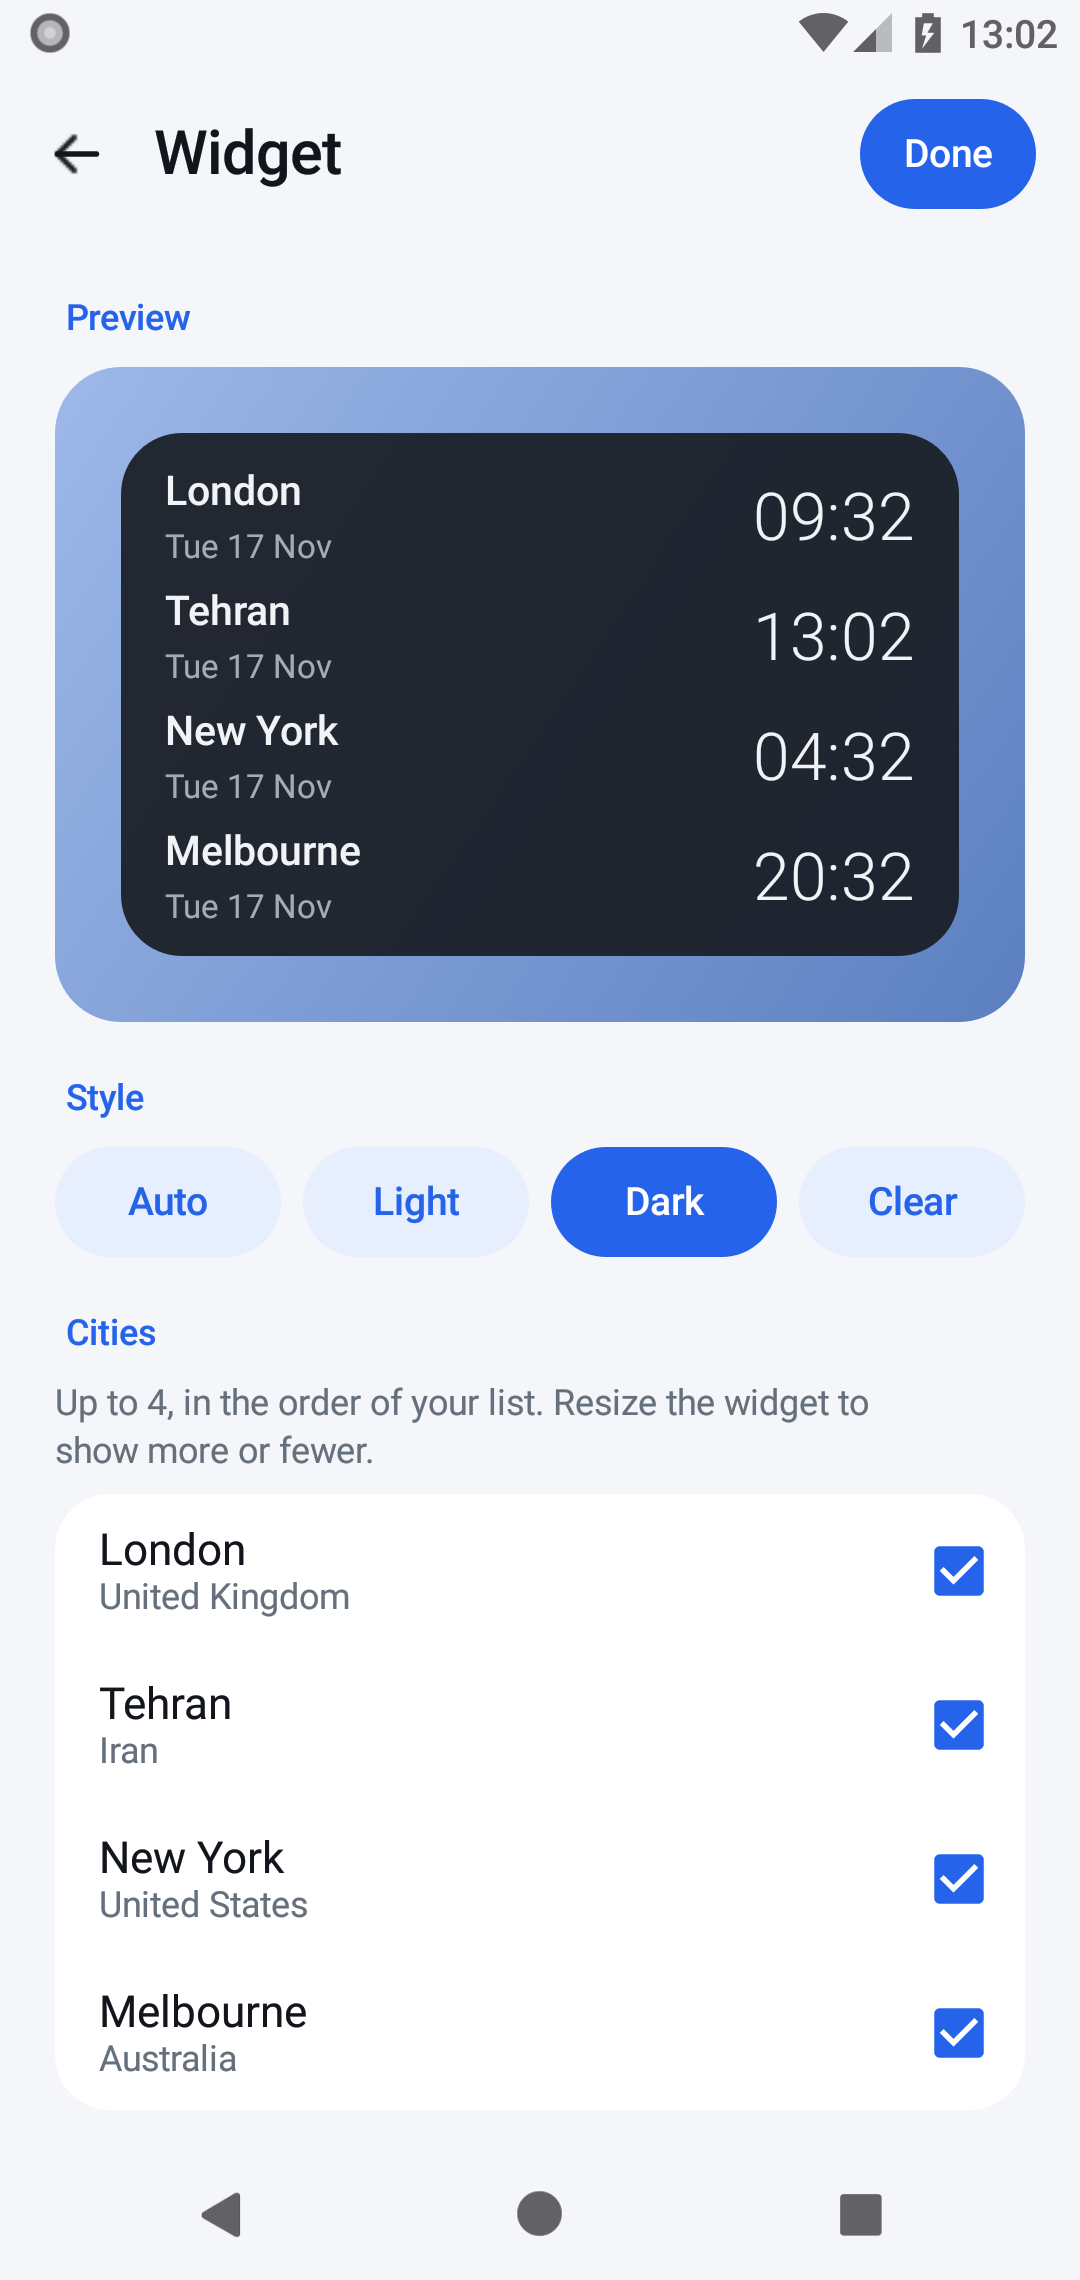 13:02
Widget
Done
Preview
London
09:32
Tue 17 Nov
Tehran
13:02
Tue 17 Nov
New York
04:32
Tue 17 Nov
Melbourne
20:32
Tue 17 Nov
Style
Auto
Light
Dark
Clear
Cities
Up to 4, in the order of your list. Resize the widget to
show more or fewer.
London
United Kingdom
Tehran
Iran
New York
United States
Melbourne
Australia